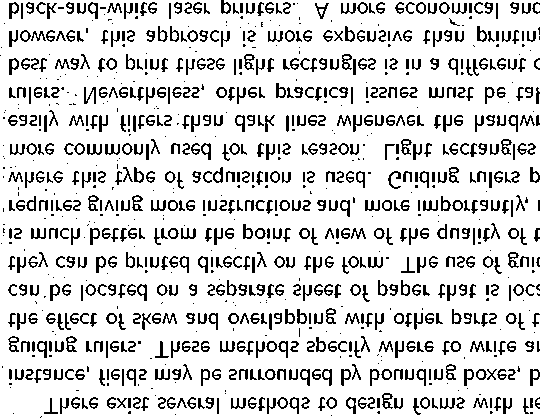 There exist several methods to design forms with fie
instance, fields may be surrounded by bounding boxes, b
guiding rulers. These methods specify where to write an
the effect of skew and overlapping with other parts of t
can be located on a separate sheet of paper that is loca
they can be printed directly on the form. The use of guid
is much better from the point of view of the quality of t
requires giving more instructions and, more importantly,
where this type of acquisition is used. Guiding rulers p
more commonly used for this reason. Light rectangles
easily with filters than dark lines whenever the handwr
rulers. Nevertheless, other practical issues must be tak
best way to print these light rectangles is in a different c
however, this approach is more expensive than printing
black-and-white laser printers. A more economical and